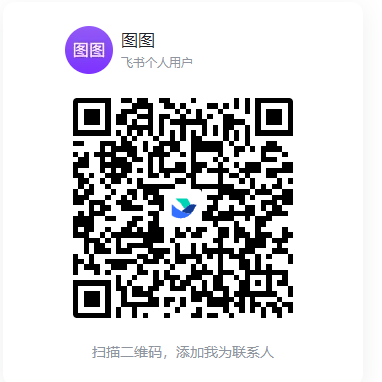 图图
图图
飞书个人用户
扫描二维码，添加我为联系人